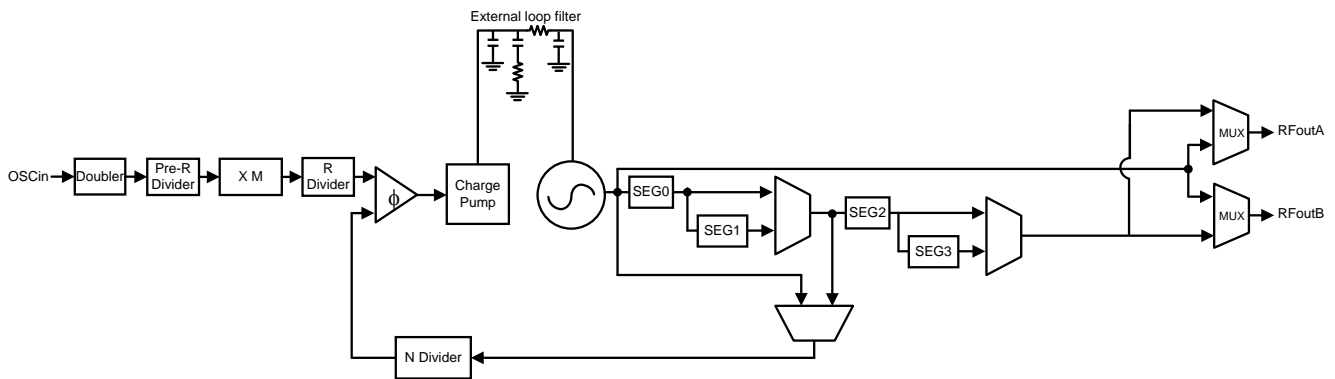 External loop filter
OSCin
Doubler
Pre-R
Divider
X M
R
Divider
ϕ
Charge
Pump
SEG0
SEG1
SEG2
SEG3
MUX
RFoutA
MUX
RFoutB
N Divider